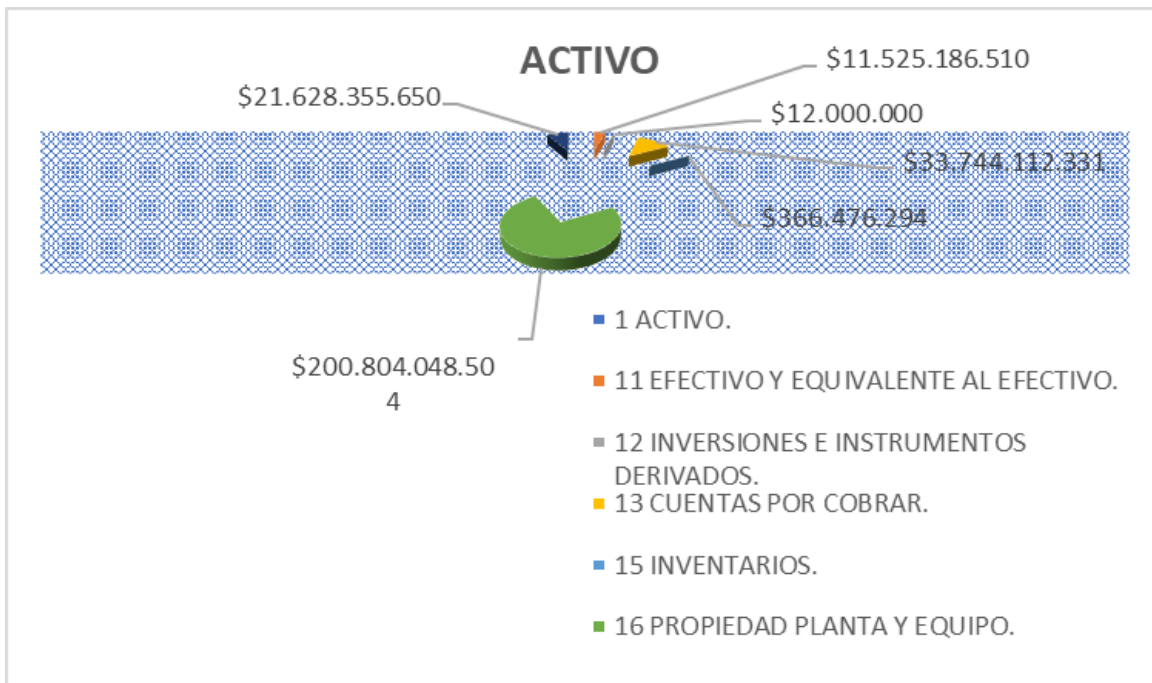 ACTIVO
$11.525.186.510
$21.628.355.650
$12.000.000
$33.744.112.331
$366.476.294
$200.804.048.50
4
1 ACTIVO.
11 EFECTIVO Y EQUIVALENTE AL EFECTIVO.
12 INVERSIONES E INSTRUMENTOS
DERIVADOS.
13 CUENTAS POR COBRAR.
15 INVENTARIOS.
16 PROPIEDAD PLANTA Y EQUIPO.